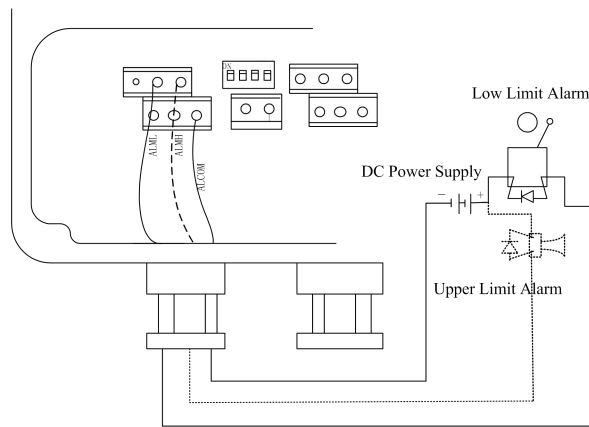 ON
Low Limit Alarm
DC Power Supply
− +
ALML
ALMH
ALCOM
Upper Limit Alarm